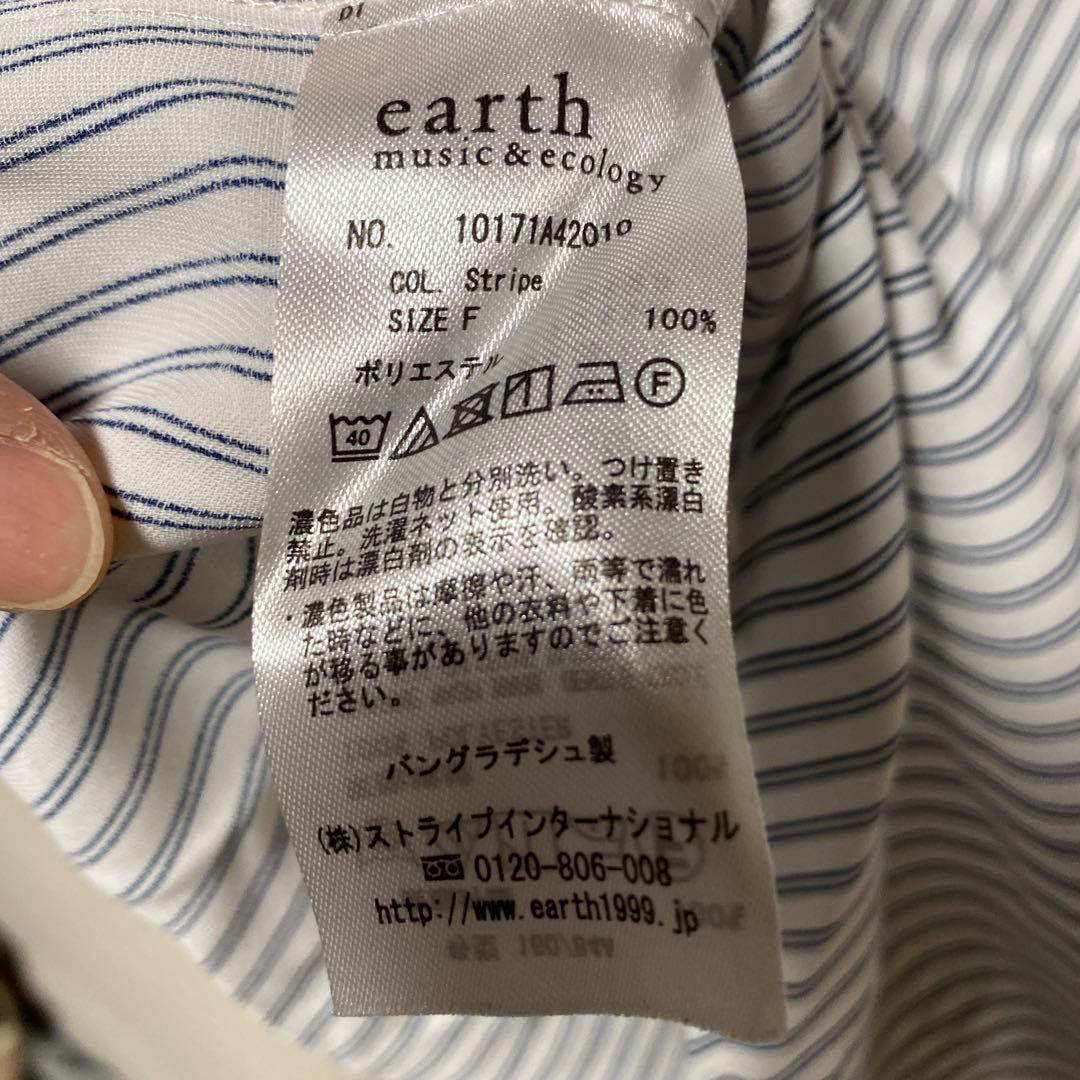 earth
music & ecology
NO. 10171A42010
COL. Stripe
SIZE F
100%
ポリエステル
40
1
F
濃色品は白物と分別洗い。つけ置き
禁止。洗濯ネット使用。酸素系漂白
剤時は漂白剤の表示を確認。
・濃色製品は摩擦や汗、雨等で濡れ
た時などに、他の衣料や下着に色
が移る事がありますのでご注意く
ださい。
バングラデシュ製
(株)ストライプインターナショナル
0120-806-008
http://www.earth1999.jp